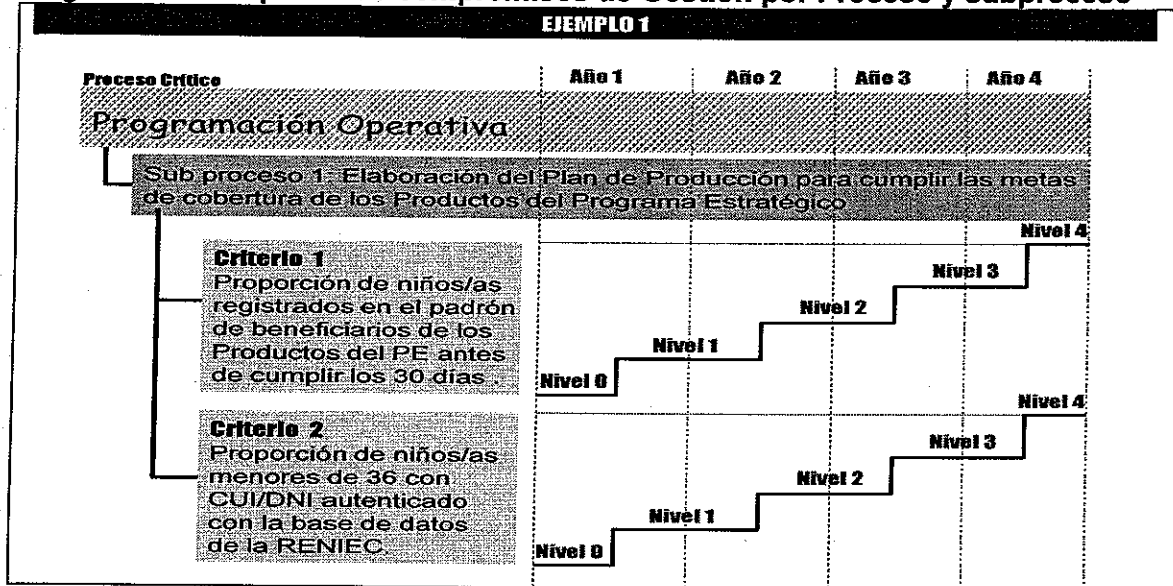 de Gestión por Proceso y subproceso
EJEMPLO 1
Proceso Crítico
Año 1
Año 2
Año 3
Año 4
Programación Operativa
Sub proceso 1: Elaboración del Plan de Producción para cumplir las metas
de cobertura de los Productos del Programa Estratégico
Criterio 1
Proporción de niños/as
registrados en el padrón
de beneficiarios de los
Productos del PE antes
de cumplir los 30 días .
Nivel 0
Nivel 1
Nivel 2
Nivel 3
Nivel 4
Criterio 2
Proporción de niños/as
menores de 36 con
CUI/DNI autenticado
con la base de datos
de la RENIEC.
Nivel 0
Nivel 1
Nivel 2
Nivel 3
Nivel 4